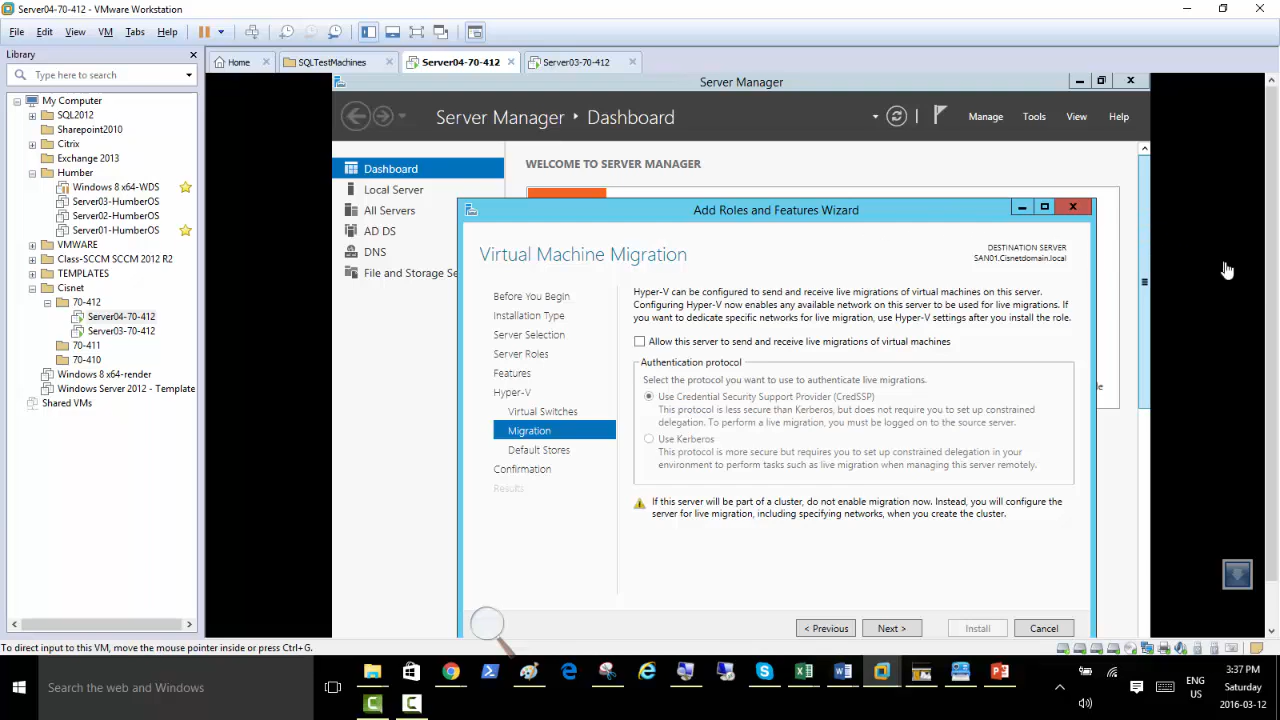 Server04-70-412 - VMware Workstation
File Edit View VM Tabs Help
Library
Type here to search
My Computer
SQL2012
Sharepoint2010
Citrix
Exchange 2013
Humber
Windows 8 x64-WDS
Server03-HumberOS
Server02-HumberOS
Server01-HumberOS
VMWARE
Class-SCCM SCCM 2012 R2
TEMPLATES
Cisnet
70-412
Server04-70-412
Server03-70-412
70-411
70-410
Windows 8 x64-render
Windows Server 2012 - Template
Shared VMs
Home SQLTestMachines Server04-70-412 Server03-70-412
Server Manager
Server Manager ‣ Dashboard
Manage Tools View Help
Dashboard
Local Server
All Servers
AD DS
DNS
File and Storage Se
WELCOME TO SERVER MANAGER
Add Roles and Features Wizard
Virtual Machine Migration
DESTINATION SERVER
SAN01.Cisnetdomain.local
Before You Begin
Installation Type
Server Selection
Server Roles
Features
Hyper-V
Virtual Switches
Migration
Default Stores
Confirmation
Results
Hyper-V can be configured to send and receive live migrations of virtual machines on this server.
Configuring Hyper-V now enables any available network on this server to be used for live migrations. If
you want to dedicate specific networks for live migration, use Hyper-V settings after you install the role.
Allow this server to send and receive live migrations of virtual machines
Authentication protocol
Select the protocol you want to use to authenticate live migrations.
Use Credential Security Support Provider (CredSSP)
This protocol is less secure than Kerberos, but does not require you to set up constrained
delegation. To perform a live migration, you must be logged on to the source server.
Use Kerberos
This protocol is more secure but requires you to set up constrained delegation in your
environment to perform tasks such as live migration when managing this server remotely.
If this server will be part of a cluster, do not enable migration now. Instead, you will configure the
server for live migration, including specifying networks, when you create the cluster.
< Previous Next > Install Cancel
To direct input to this VM, move the mouse pointer inside or press Ctrl+G.
Search the web and Windows
ENG
US
3:37 PM
Saturday
2016-03-12